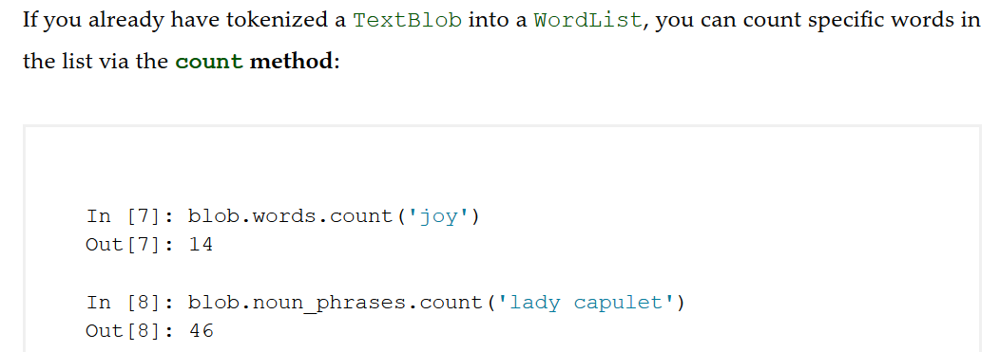 If you already have tokenized a TextBlob into a WordList, you can count specific words in
the list via the count method:
In [7]: blob.words.count('joy')
Out[7]: 14
In [8]: blob.noun_phrases.count('lady capulet')
Out[8]: 46